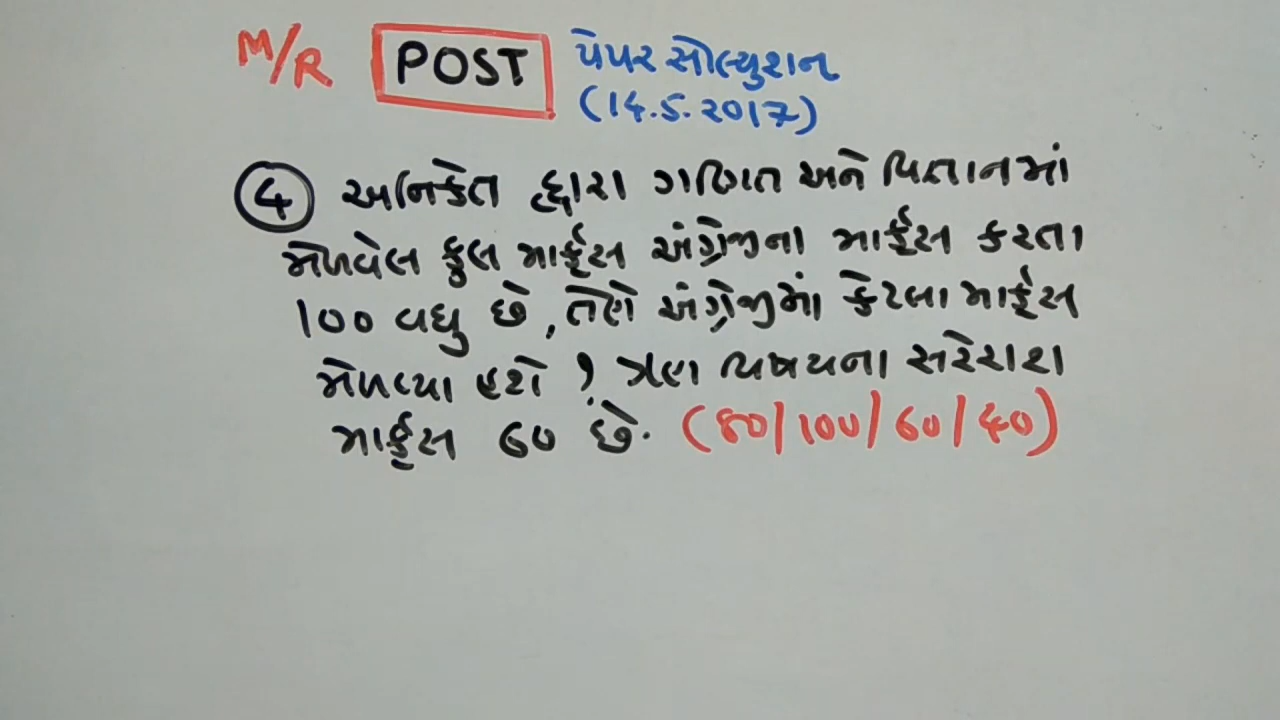 M/R POST પેપર સોલ્યુશન
(14.5.2017)
④ અનિકેત દ્વારા ગણિત અને વિજ્ઞાનમાં
મેળવેલ કુલ માર્ક્સ અંગ્રેજીના માર્ક્સ કરતા
100 વધુ છે, તેણે અંગ્રેજીમાં કેટલા માર્ક્સ
મેળવ્યા હશે ? ત્રણ વિષયના સરેરાશ
માર્ક્સ 60 છે. (80/100/60/40)